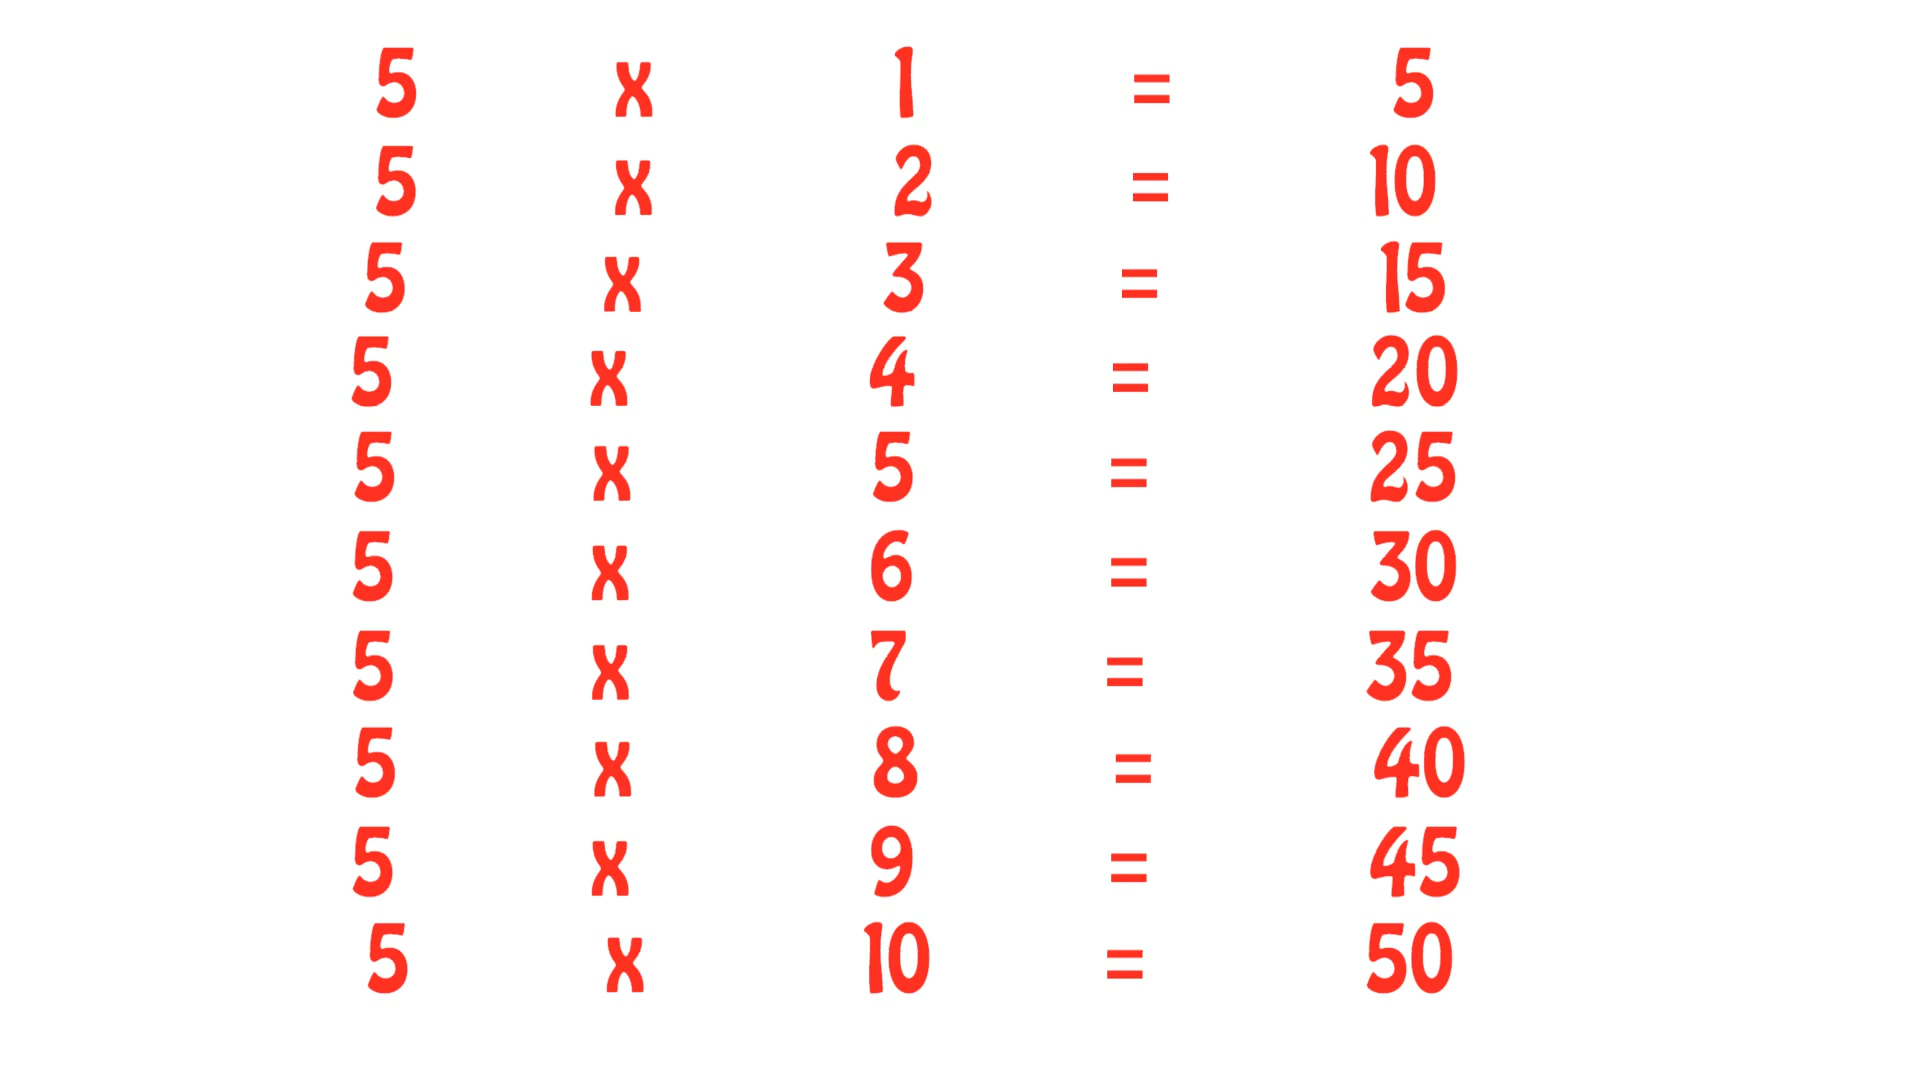 5 x 1 = 5
5 x 2 = 10
5 x 3 = 15
5 x 4 = 20
5 x 5 = 25
5 x 6 = 30
5 x 7 = 35
5 x 8 = 40
5 x 9 = 45
5 x 10 = 50